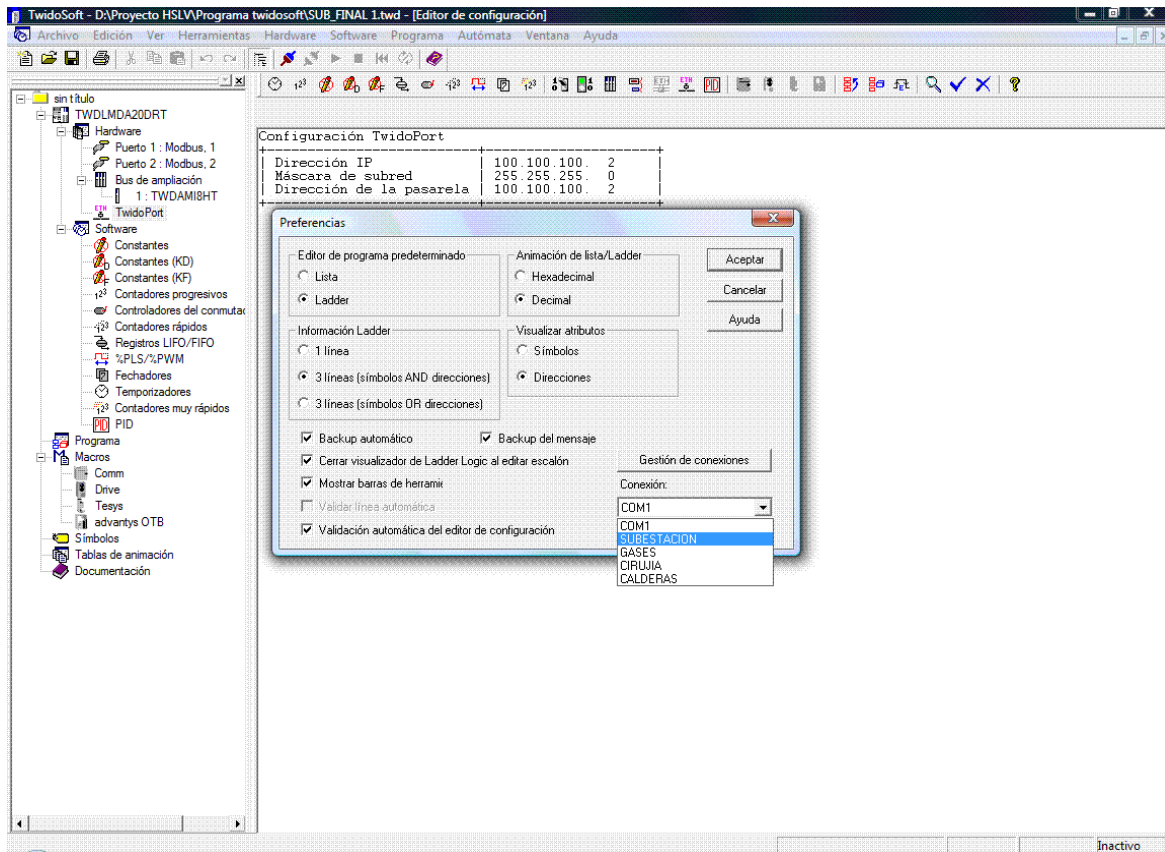 TwidoSoft - D:\Proyecto HSLV\Programa twidosoft\SUB_FINAL 1.twd - [Editor de configuración]
Archivo Edición Ver Herramientas Hardware Software Programa Autómata Ventana Ayuda
sin título
TWDLMDA20DRT
Hardware
Puerto 1 : Modbus, 1
Puerto 2 : Modbus, 2
Bus de ampliación
1 : TWDAMI8HT
TwidoPort
Software
Constantes
Constantes (KD)
Constantes (KF)
Contadores progresivos
Controladores del conmutac
Contadores rápidos
Registros LIFO/FIFO
%PLS/%PWM
Fechadores
Temporizadores
Contadores muy rápidos
PID
Programa
Macros
Comm
Drive
Tesys
advantys OTB
Símbolos
Tablas de animación
Documentación
Configuración TwidoPort
Dirección IP 100.100.100. 2
Máscara de subred 255.255.255. 0
Dirección de la pasarela 100.100.100. 2
Preferencias
Editor de programa predeterminado
Lista
Ladder
Animación de lista/Ladder
Hexadecimal
Decimal
Aceptar
Cancelar
Ayuda
Información Ladder
1 línea
3 líneas (símbolos AND direcciones)
3 líneas (símbolos OR direcciones)
Visualizar atributos
Símbolos
Direcciones
Backup automático
Backup del mensaje
Cerrar visualizador de Ladder Logic al editar escalón
Mostrar barras de herramie
Validar línea automática
Validación automática del editor de configuración
Gestión de conexiones
Conexión:
COM1
COM1
SUBESTACION
GASES
CIRUJIA
CALDERAS
Inactivo